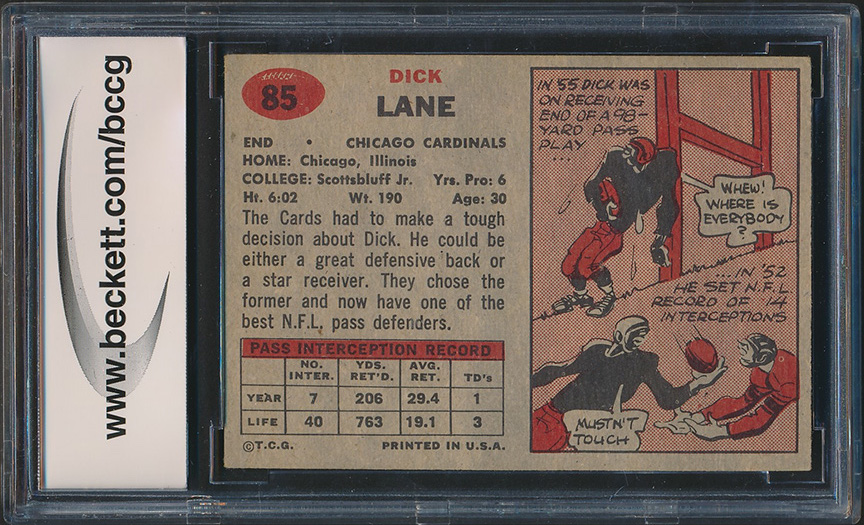 www.beckett.com/bccg
85
DICK
LANE
END • CHICAGO CARDINALS
HOME: Chicago, Illinois
COLLEGE: Scottsbluff Jr. Yrs. Pro: 6
Ht. 6:02 Wt. 190 Age: 30
The Cards had to make a tough
decision about Dick. He could be
either a great defensive back or
a star receiver. They chose the
former and now have one of the
best N.F.L. pass defenders.
PASS INTERCEPTION RECORD
NO. INTER. YDS. RET'D. AVG. RET. TD's
YEAR 7 206 29.4 1
LIFE 40 763 19.1 3
©T.C.G. PRINTED IN U.S.A.
IN '55 DICK WAS
ON RECEIVING
END OF A 98-
YARD PASS
PLAY
...
WHEW!
WHERE IS
EVERYBODY
?
...IN '52
HE SET N.F.L
RECORD OF 14
INTERCEPTIONS
MUSTN'T
TOUCH